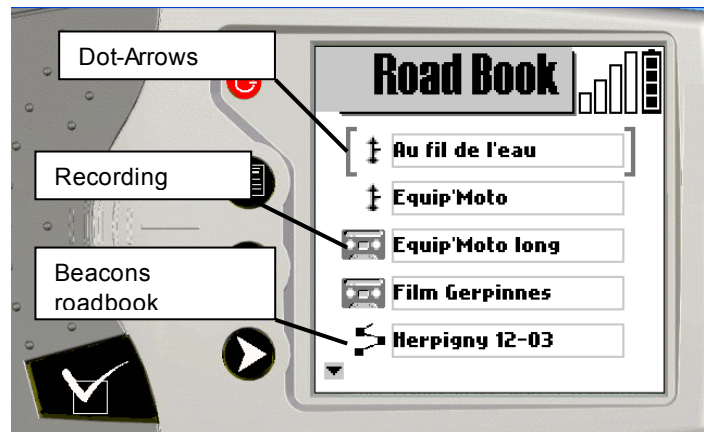 Dot-Arrows
Road Book
Au fil de l'eau
Recording
Equip'Moto
Equip'Moto long
Beacons
roadbook
Film Gerpinnes
Herpigny 12-03